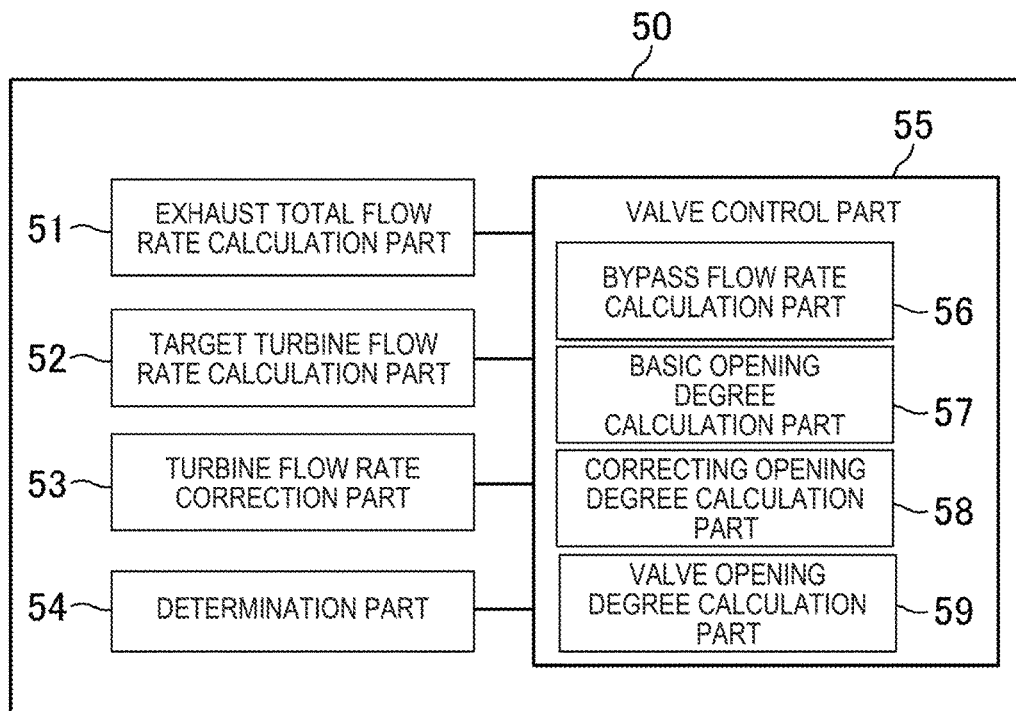 50
55
51
EXHAUST TOTAL FLOW
RATE CALCULATION PART
52
TARGET TURBINE FLOW
RATE CALCULATION PART
53
TURBINE FLOW RATE
CORRECTION PART
54
DETERMINATION PART
VALVE CONTROL PART
BYPASS FLOW RATE
CALCULATION PART
56
BASIC OPENING
DEGREE
CALCULATION PART
57
CORRECTING OPENING
DEGREE CALCULATION
PART
58
VALVE OPENING
DEGREE CALCULATION
PART
59